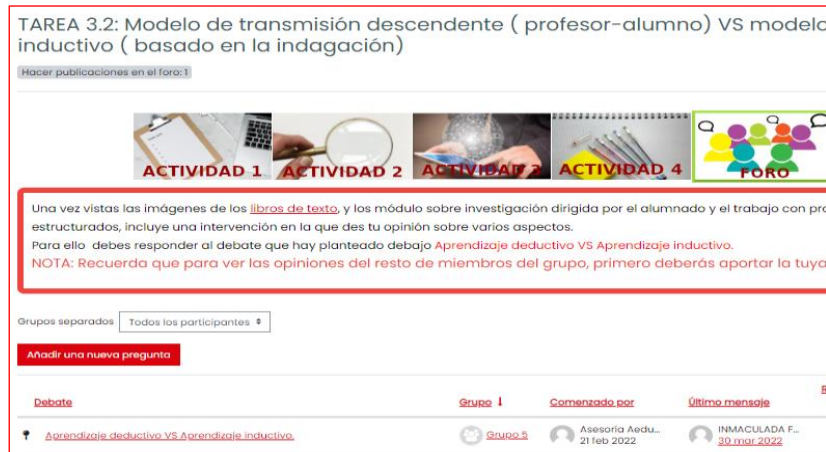 TAREA 3.2: Modelo de transmisión descendente ( profesor-alumno) VS modelo
inductivo ( basado en la indagación)
Hacer publicaciones en el foro: 1
ACTIVIDAD 1 ACTIVIDAD 2 ACTIVIDAD 3 ACTIVIDAD 4 FORO
Una vez vistas las imágenes de los libros de texto, y los módulo sobre investigación dirigida por el alumnado y el trabajo con
estructurados, incluye una intervención en la que des tu opinión sobre varios aspectos.
Para ello debes responder al debate que hay planteado debajo Aprendizaje deductivo VS Aprendizaje inductivo.
NOTA: Recuerda que para ver las opiniones del resto de miembros del grupo, primero deberás aportar la tuya
Grupos separados Todos los participantes
Añadir una nueva pregunta
Debate Grupo ↓ Comenzado por Último mensaje
Aprendizaje deductivo VS Aprendizaje inductivo. Grupo 5 Asesoría Aedu... INMACULADA F...
21 feb 2022 30 mar 2022